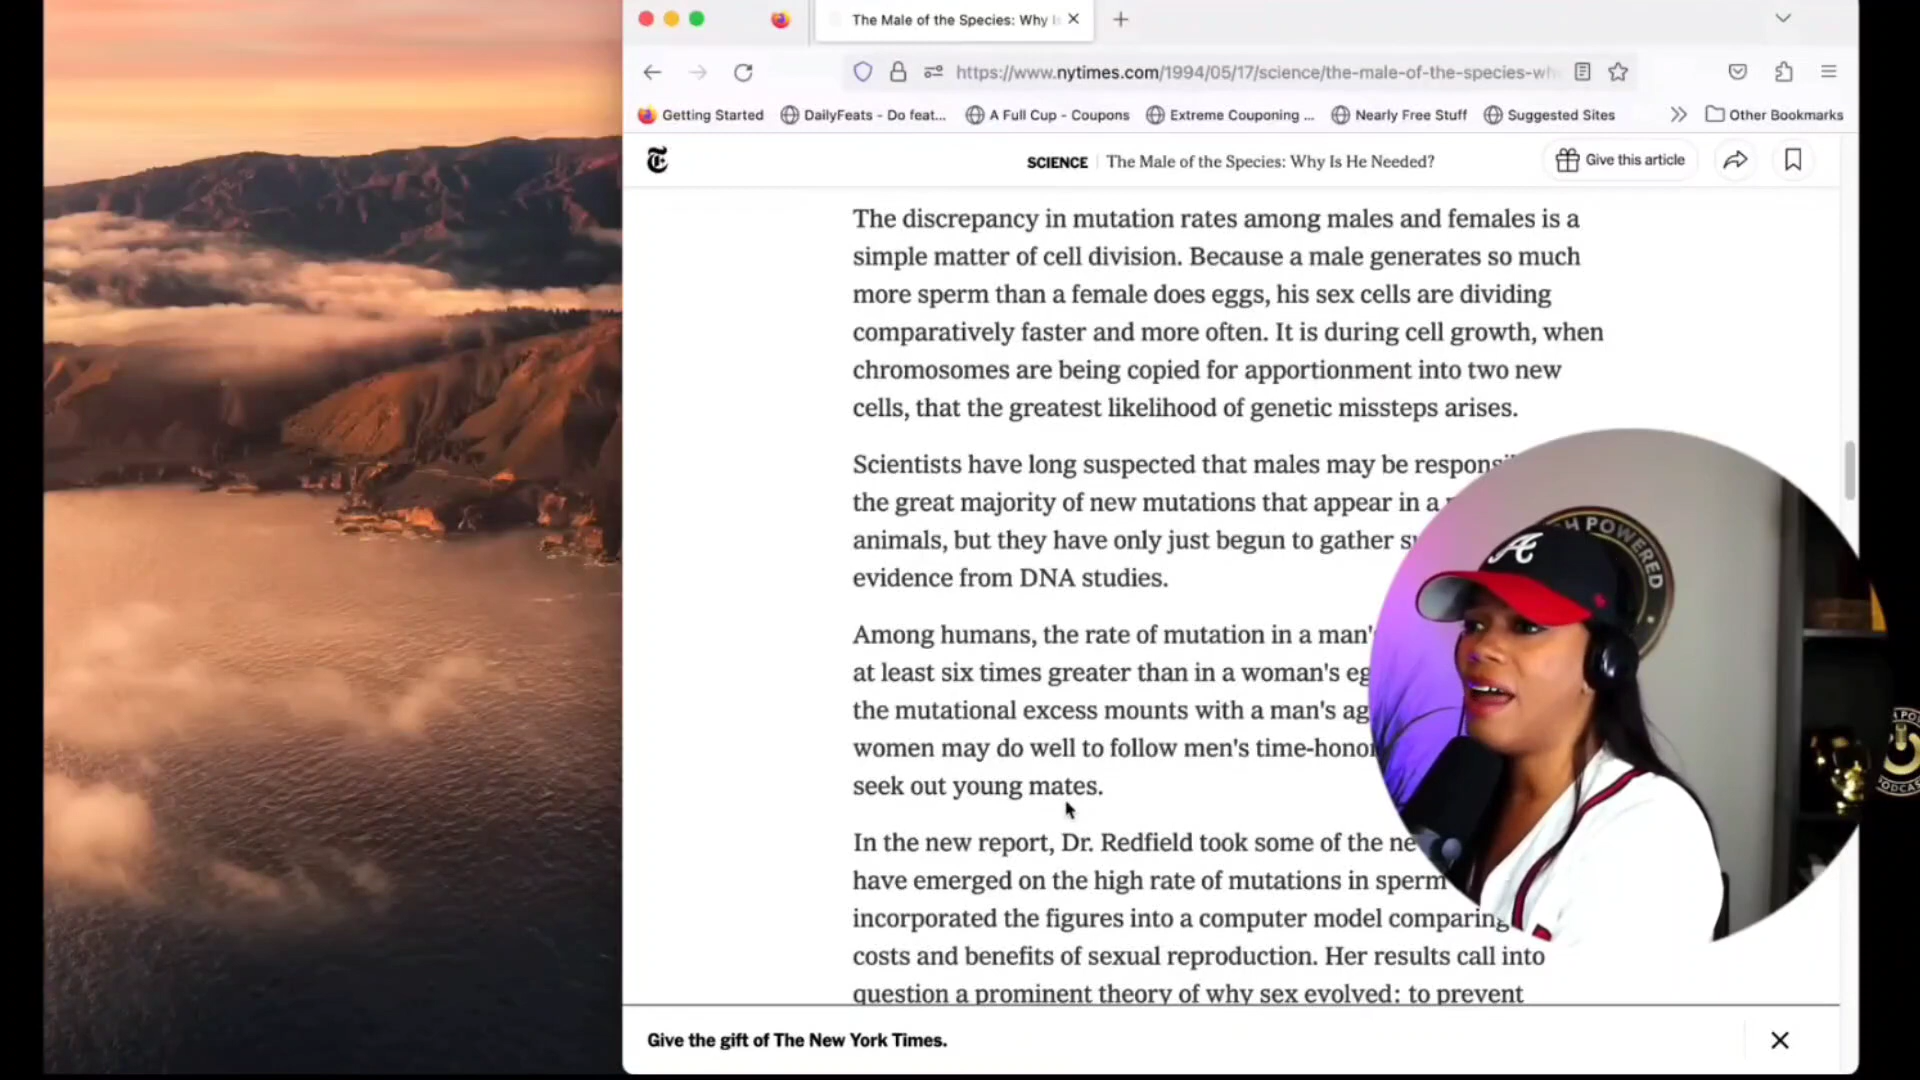 The Male of the Species: Why I
https://www.nytimes.com/1994/05/17/science/the-male-of-the-species-wh
Getting Started
DailyFeats - Do feat...
A Full Cup - Coupons
Extreme Couponing ...
Nearly Free Stuff
Suggested Sites
Other Bookmarks
SCIENCE | The Male of the Species: Why Is He Needed?
Give this article
The discrepancy in mutation rates among males and females is a
simple matter of cell division. Because a male generates so much
more sperm than a female does eggs, his sex cells are dividing
comparatively faster and more often. It is during cell growth, when
chromosomes are being copied for apportionment into two new
cells, that the greatest likelihood of genetic missteps arises.
Scientists have long suspected that males may be
the great majority of new mutations that appear in a
animals, but they have only just begun to gather
evidence from DNA studies.
Among humans, the rate of mutation in a man's
at least six times greater than in a woman's
the mutational excess mounts with a man's
women may do well to follow men's
seek out young mates.
In the new report, Dr. Redfield took some of the
have emerged on the high rate of mutations in sperm
incorporated the figures into a computer model comparing
costs and benefits of sexual reproduction. Her results call into
question a prominent theory of why sex evolved: to prevent
Give the gift of The New York Times.
POWERED
A